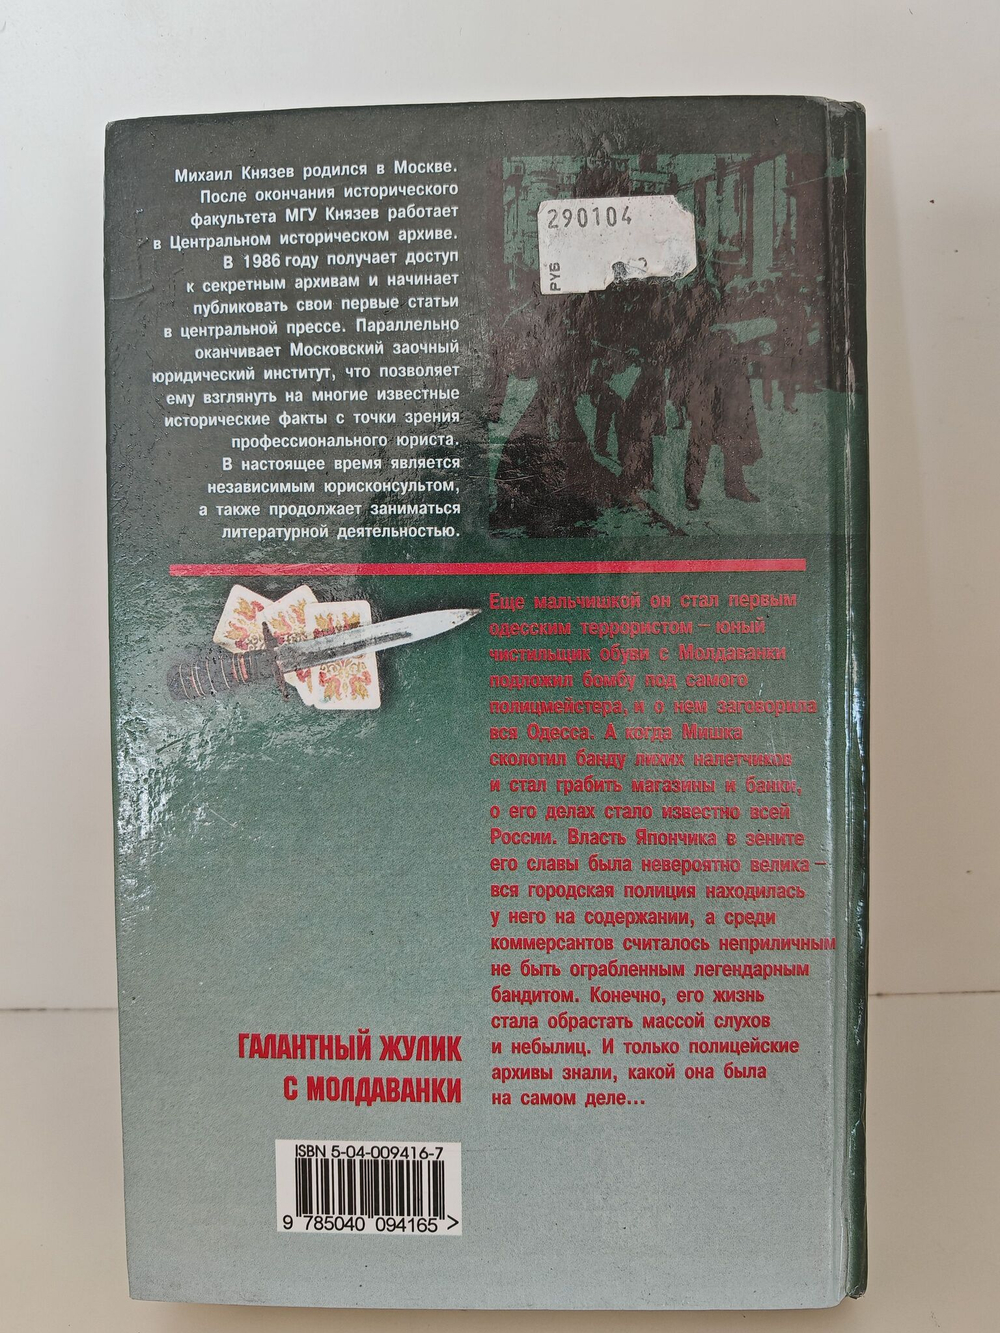 Михаил Князев родился в Москве.
После окончания исторического
факультета МГУ Князев работает
в Центральном историческом архиве.
В 1986 году получает доступ
к секретным архивам и начинает
публиковать свои первые статьи
в центральной прессе. Параллельно
оканчивает Московский заочный
юридический институт, что позволяет
ему взглянуть на многие известные
исторические факты с точки зрения
профессионального юриста.
В настоящее время является
независимым юрисконсультом,
а также продолжает заниматься
литературной деятельностью.
290104
РУБ
Еще мальчишкой он стал первым
одесским террористом – юный
чистильщик обуви с Молдаванки
подложил бомбу под самого
полицмейстера, и о нем заговорила
вся Одесса. А когда Мишка
сколотил банду лихих налетчиков
и стал грабить магазины и банки,
о его делах стало известно всей
России. Власть Япончика в зените
его славы была невероятно велика –
вся городская полиция находилась
у него на содержании, а среди
коммерсантов считалось неприличным
не быть ограбленным легендарным
бандитом. Конечно, его жизнь
стала обрастать массой слухов
и небылиц. И только полицейские
архивы знали, какой она была
на самом деле...
ГАЛАНТНЫЙ ЖУЛИК
С МОЛДАВАНКИ
ISBN 5-04-009416-7
9 785040 094165 >